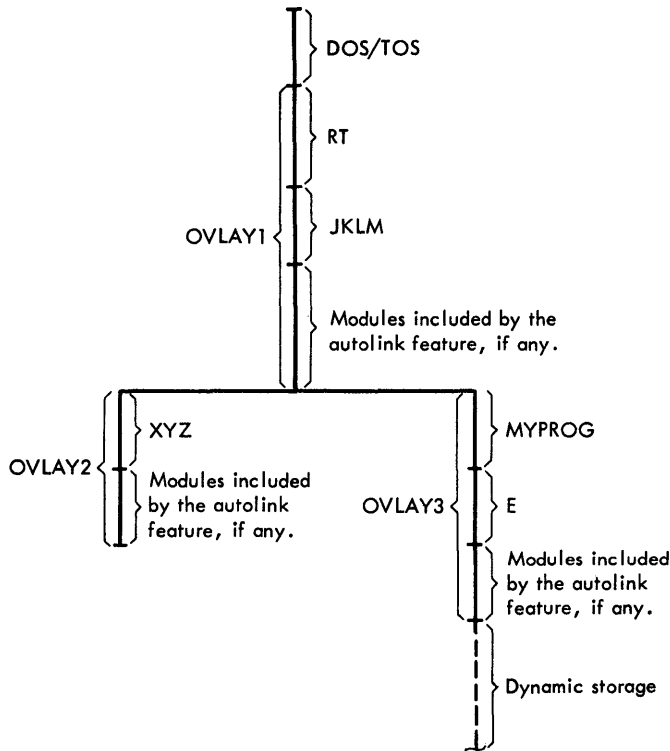 DOS/TOS
RT
OVLAY1
JKLM
Modules included by the
autolink feature, if any.
OVLAY2
XYZ
Modules included
by the autolink
feature, if any.
OVLAY3
MYPROG
E
Modules included
by the autolink
feature, if any.
Dynamic storage